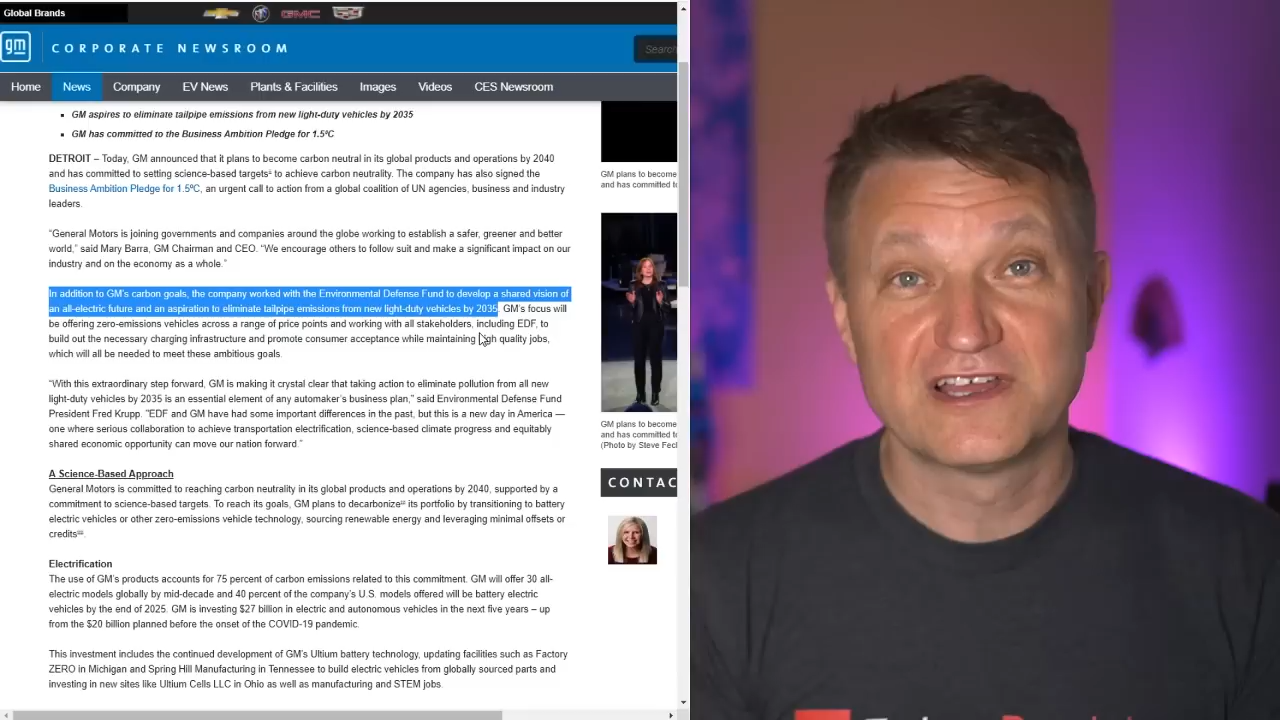 Global Brands
GMC
gm
CORPORATE NEWSROOM
Search
Home News Company EV News Plants & Facilities Images Videos CES Newsroom
GM aspires to eliminate tailpipe emissions from new light-duty vehicles by 2035
GM has committed to the Business Ambition Pledge for 1.5ºC
DETROIT – Today, GM announced that it plans to become carbon neutral in its global products and operations by 2040
and has committed to setting science-based targets to achieve carbon neutrality. The company has also signed the
Business Ambition Pledge for 1.5ºC, an urgent call to action from a global coalition of UN agencies, business and industry
leaders.
“General Motors is joining governments and companies around the globe working to establish a safer, greener and better
world,” said Mary Barra, GM Chairman and CEO. “We encourage others to follow suit and make a significant impact on our
industry and on the economy as a whole.”
In addition to GM’s carbon goals, the company worked with the Environmental Defense Fund to develop a shared vision of
an all-electric future and an aspiration to eliminate tailpipe emissions from new light-duty vehicles by 2035. GM’s focus will
be offering zero-emissions vehicles across a range of price points and working with all stakeholders, including EDF, to
build out the necessary charging infrastructure and promote consumer acceptance while maintaining high quality jobs,
which will all be needed to meet these ambitious goals.
“With this extraordinary step forward, GM is making it crystal clear that taking action to eliminate pollution from all new
light-duty vehicles by 2035 is an essential element of any automaker’s business plan,” said Environmental Defense Fund
President Fred Krupp. “EDF and GM have had some important differences in the past, but this is a new day in America —
one where serious collaboration to achieve transportation electrification, science-based climate progress and equitably
shared economic opportunity can move our nation forward.”
A Science-Based Approach
General Motors is committed to reaching carbon neutrality in its global products and operations by 2040, supported by a
commitment to science-based targets. To reach its goals, GM plans to decarbonize its portfolio by transitioning to battery
electric vehicles or other zero-emissions vehicle technology, sourcing renewable energy and leveraging minimal offsets or
credits.
Electrification
The use of GM’s products accounts for 75 percent of carbon emissions related to this commitment. GM will offer 30 all-
electric models globally by mid-decade and 40 percent of the company’s U.S. models offered will be battery electric
vehicles by the end of 2025. GM is investing $27 billion in electric and autonomous vehicles in the next five years – up
from the $20 billion planned before the onset of the COVID-19 pandemic.
This investment includes the continued development of GM’s Ultium battery technology, updating facilities such as Factory
ZERO in Michigan and Spring Hill Manufacturing in Tennessee to build electric vehicles from globally sourced parts and
investing in new sites like Ultium Cells LLC in Ohio as well as manufacturing and STEM jobs.
GM plans to become
and has committed to
GM plans to become
and has committed to
(Photo by Steve Fecl
CONTAC